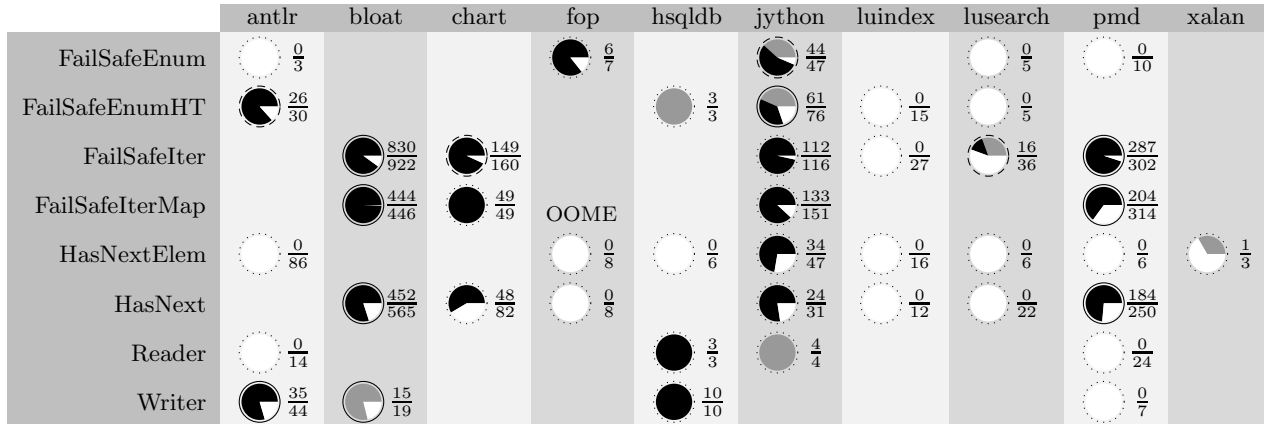 antlr bloat chart fop hsqldb jython luindex lusearch pmd xalan
FailSafeEnum 0/3 6/7 44/47 0/5 0/10
FailSafeEnumHT 26/30 3/3 61/76 0/15 0/5
FailSafeIter 830/922 149/160 112/116 0/27 16/36 287/302
FailSafeIterMap 444/446 49/49 OOME 133/151 204/314
HasNextElem 0/86 0/8 0/6 34/47 0/16 0/6 0/6 1/3
HasNext 452/565 48/82 0/8 24/31 0/12 0/22 184/250
Reader 0/14 3/3 4/4 0/24
Writer 35/44 15/19 10/10 0/7